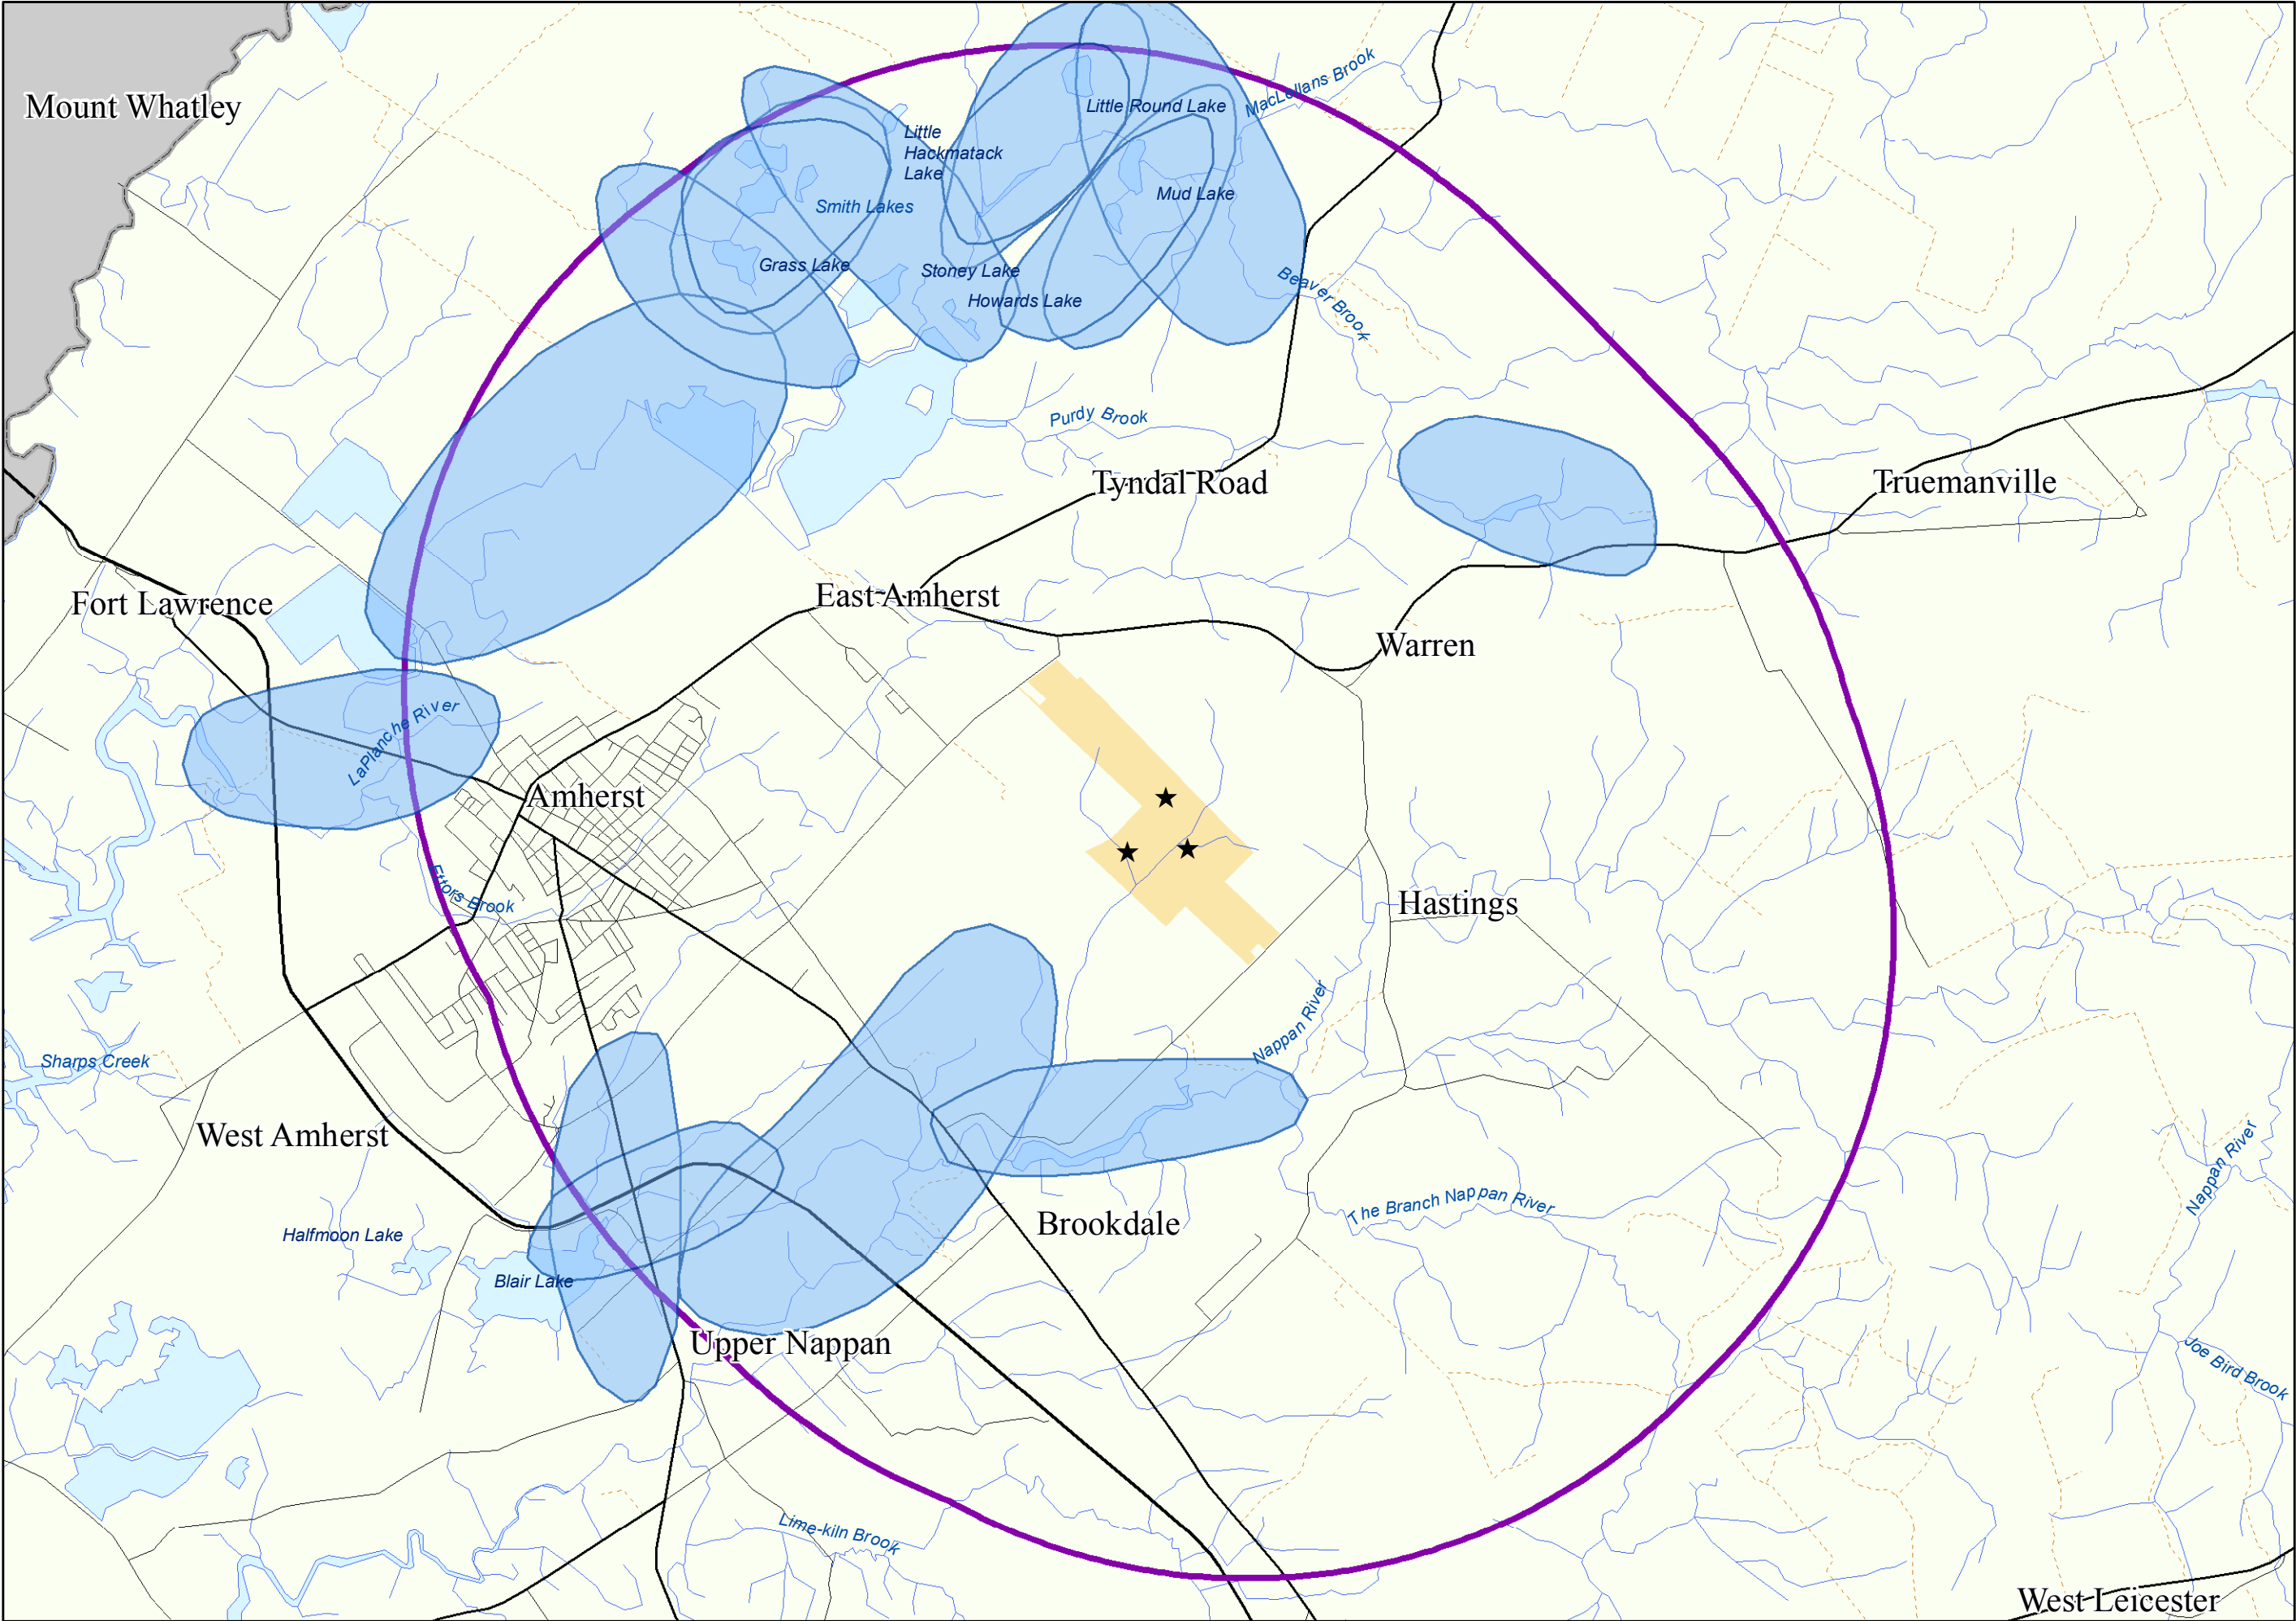 Mount Whatley
MacLellans Brook
Little Round Lake
Little
Hackmatack
Lake
Mud Lake
Smith Lakes
Grass Lake
Stoney Lake
Howards Lake
Beaver Brook
Purdy Brook
Tyndal Road
Truemanville
East Amherst
Fort Lawrence
Warren
LaPlanche River
Amherst
Ettors Brook
Hastings
Nappan River
Sharps Creek
West Amherst
Nappan River
The Branch Nappan River
Brookdale
Halfmoon Lake
Blair Lake
Upper Nappan
Joe Bird Brook
Lime-kiln Brook
West Leicester